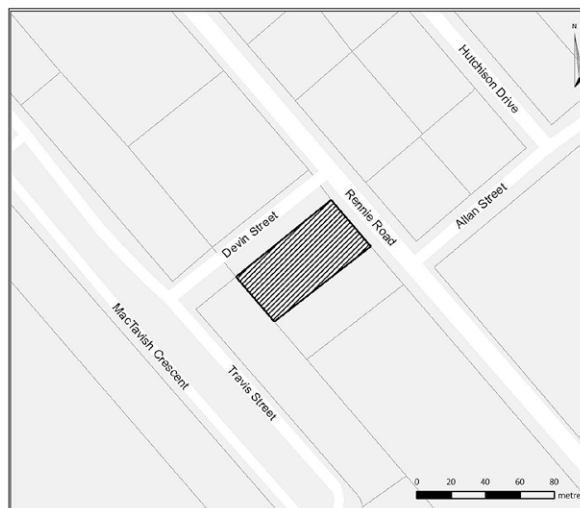 N
Hutchison Drive
Rennie Road
Allan Street
Devin Street
MacTavish Crescent
Travis Street
0 20 40 60 80
metre